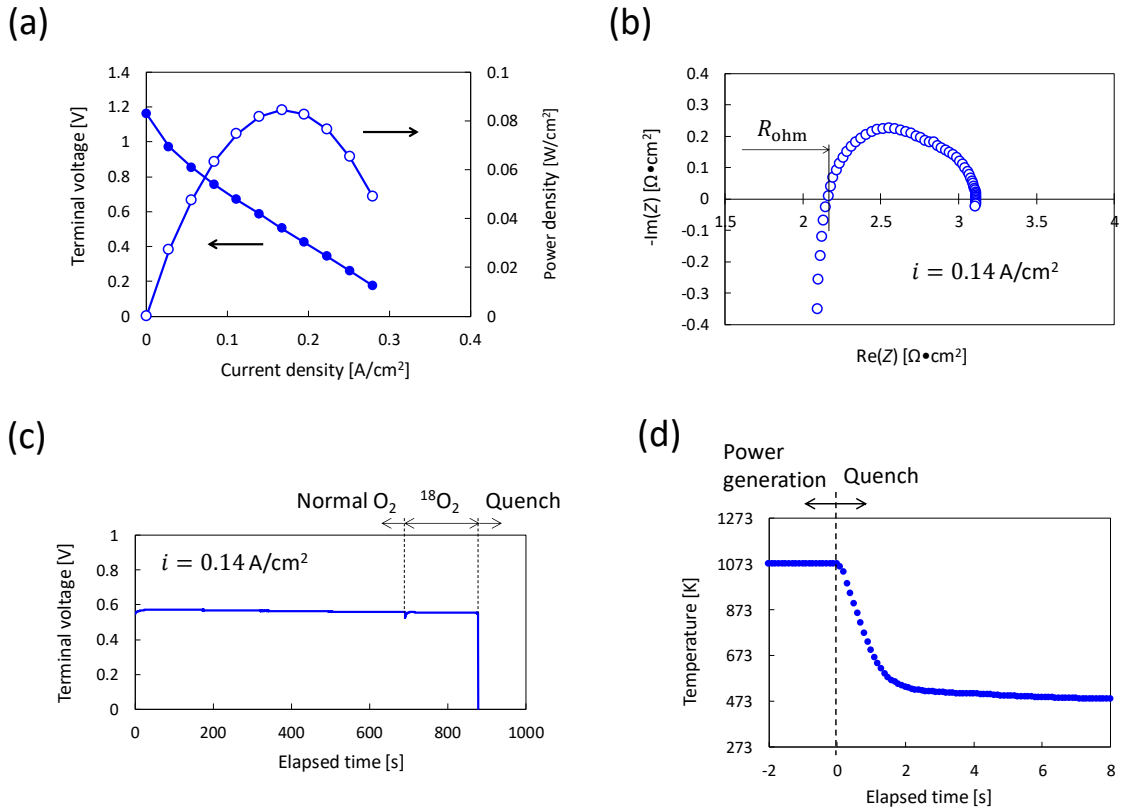 (a)
1.4
1.2
1
0.8
0.6
0.4
0.2
0
0.1
0.08
0.06
0.04
0.02
0
0
0.1
0.2
0.3
0.4
Terminal voltage [V]
Power density [W/cm²]
Current density [A/cm²]
(b)
0.4
0.3
0.2
0.1
0
-0.1
-0.2
-0.3
-0.4
1.5
2
2.5
3
3.5
4
R_ohm
i = 0.14 A/cm²
-Im(Z) [Ω•cm²]
Re(Z) [Ω•cm²]
(c)
Normal O₂
¹⁸O₂
Quench
1
0.8
0.6
0.4
0.2
0
i = 0.14 A/cm²
0
200
400
600
800
1000
Terminal voltage [V]
Elapsed time [s]
(d)
Power
generation
Quench
1273
1073
873
673
473
273
-2
0
2
4
6
8
Temperature [K]
Elapsed time [s]